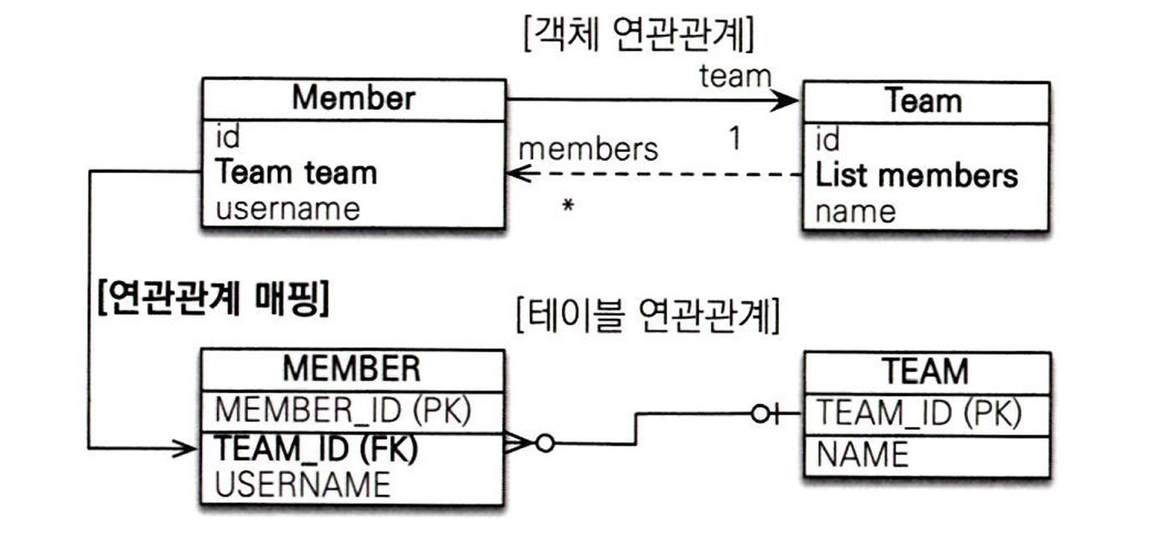 [객체 연관관계]
team
Member
Team
id
Team team
username
members
1
*
id
List members
name
[연관관계 매핑]
[테이블 연관관계]
MEMBER
MEMBER_ID (PK)
TEAM_ID (FK)
USERNAME
TEAM
TEAM_ID (PK)
NAME